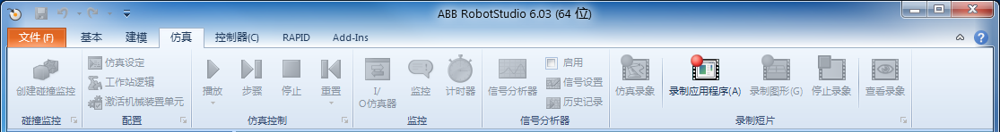 ABB RobotStudio 6.03 (64 位)
文件(F) 基本 建模 仿真 控制器(C) RAPID Add-Ins
创建碰撞监控
碰撞监控
仿真设定
工作站逻辑
激活机械装置单元
配置
播放 步骤 停止 重置
仿真控制
I/
O仿真器
监控 计时器
监控
信号分析器
启用
信号设置
历史记录
信号分析器
仿真录象 录制应用程序(A) 录制图形(G) 停止录象 查看录象
录制短片